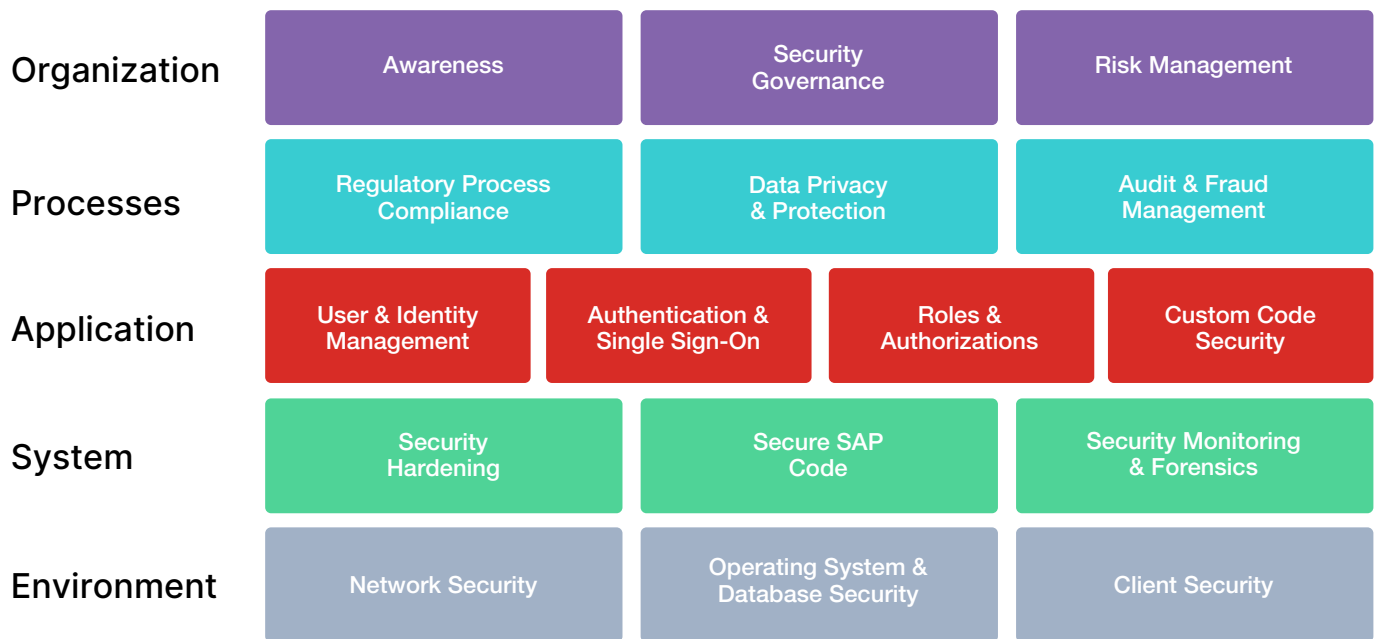 Organization
Awareness
Security
Governance
Risk Management
Processes
Regulatory Process
Compliance
Data Privacy
& Protection
Audit & Fraud
Management
Application
User & Identity
Management
Authentication &
Single Sign-On
Roles &
Authorizations
Custom Code
Security
System
Security
Hardening
Secure SAP
Code
Security Monitoring
& Forensics
Environment
Network Security
Operating System &
Database Security
Client Security